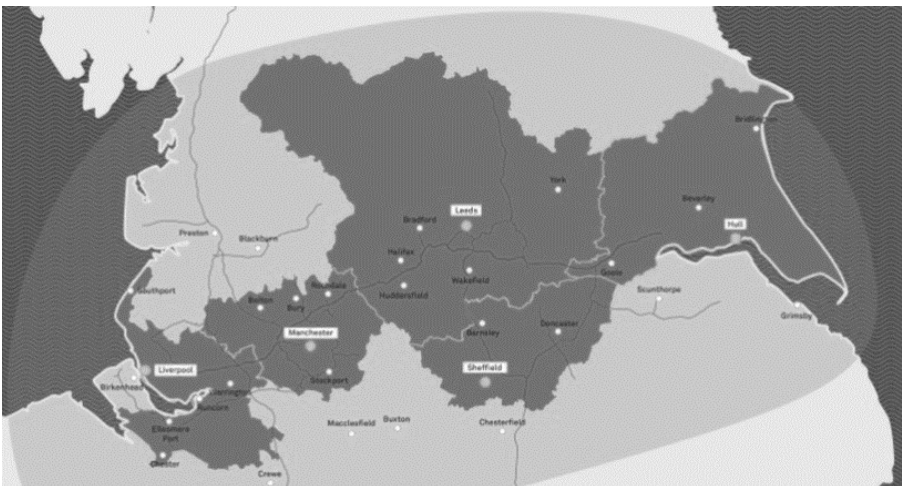 Bridlington
York
Beverley
Leeds
Bradford
Hull
Preston
Blackburn
Halifax
Wakefield
Goole
Huddersfield
Southport
Rochdale
Bolton
Bury
Scunthorpe
Grimsby
Barnsley
Doncaster
Manchester
Liverpool
Sheffield
Stockport
Birkenhead
Warrington
Runcorn
Macclesfield
Buxton
Chesterfield
Ellesmere
Port
Chester
Crewe